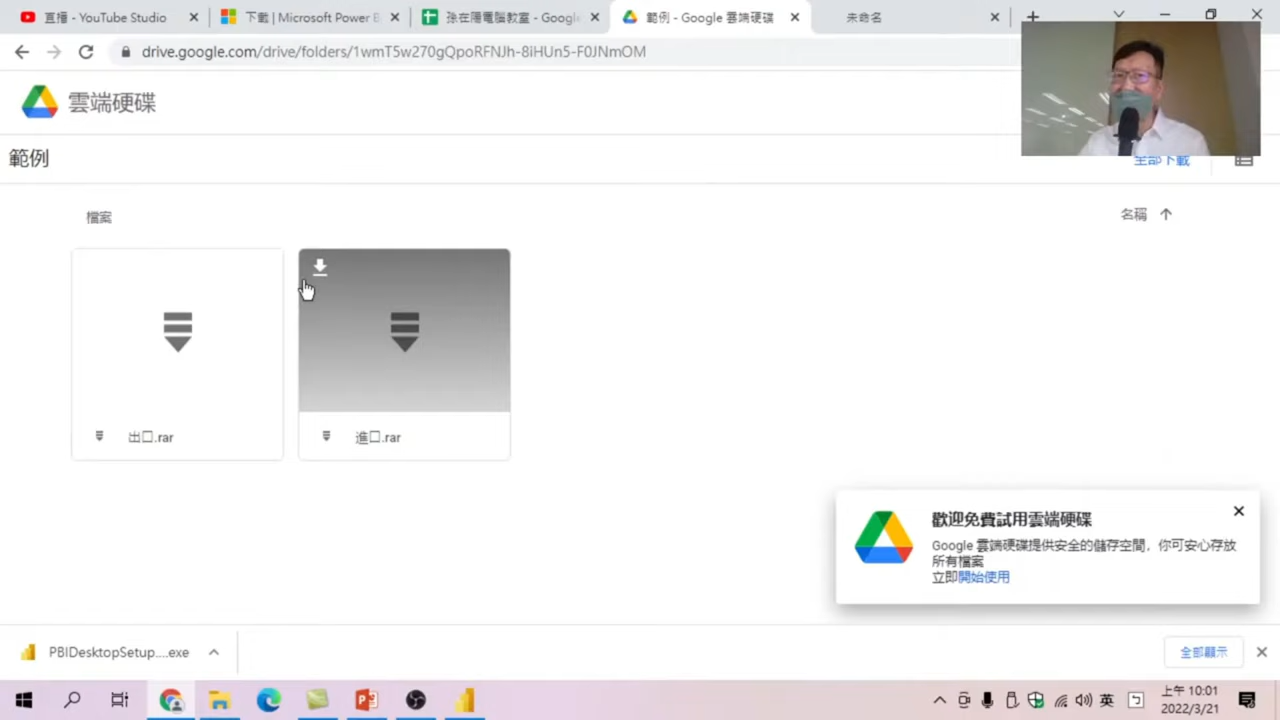 直播 - YouTube Studio
下載 | Microsoft Power B
張在陽電腦教室 - Googl
範例 - Google 雲端硬碟
未命名
drive.google.com/drive/folders/1wmT5w270gQpoRFNJh-8iHUn5-F0JNmOM
雲端硬碟
範例
全部下載
檔案
名稱
出口.rar
進口.rar
歡迎免費試用雲端硬碟
Google 雲端硬碟提供安全的儲存空間，你可安心存放
所有檔案
立即開始使用
PBIDesktopSetup....exe
全部顯示
英
上午 10:01
2022/3/21